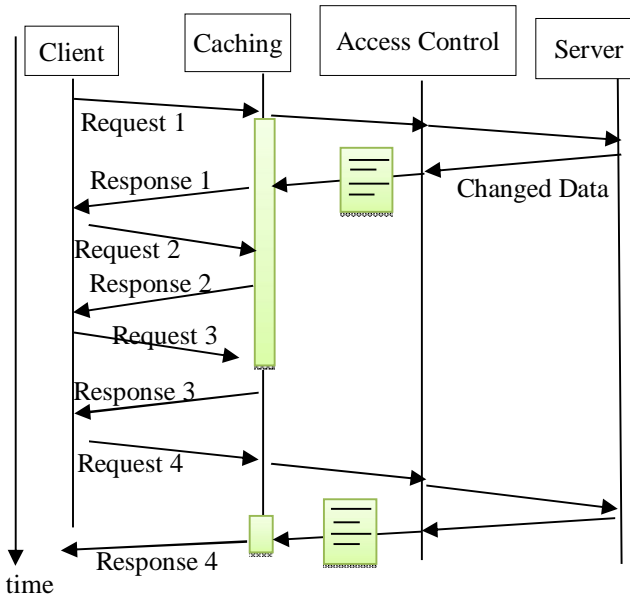 Client
Caching
Access Control
Server
Request 1
Response 1
Changed Data
Request 2
Response 2
Request 3
Response 3
Request 4
Response 4
time